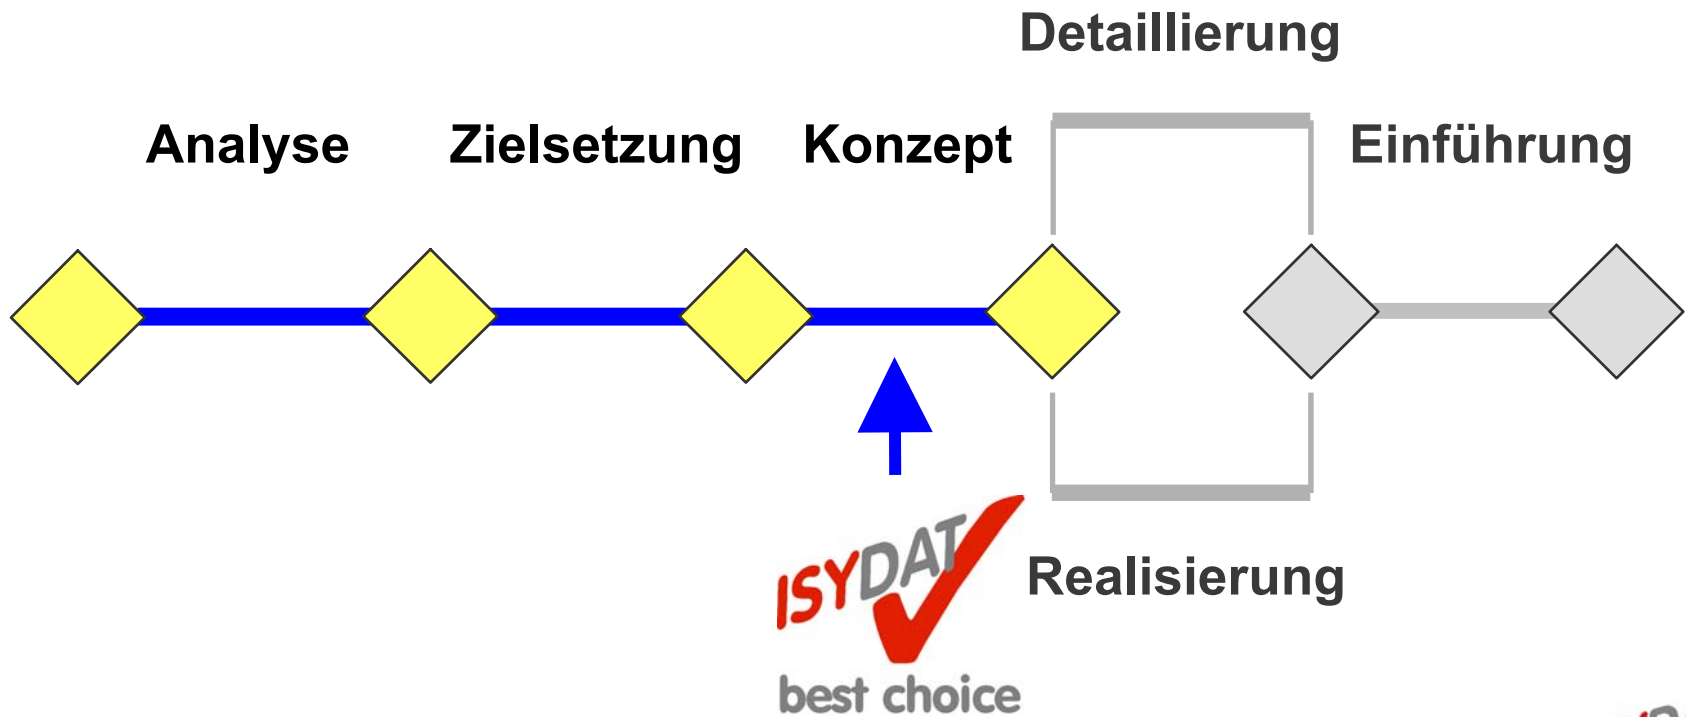 Detaillierung
Analyse Zielsetzung Konzept Einführung
ISYDAT
Realisierung
best choice